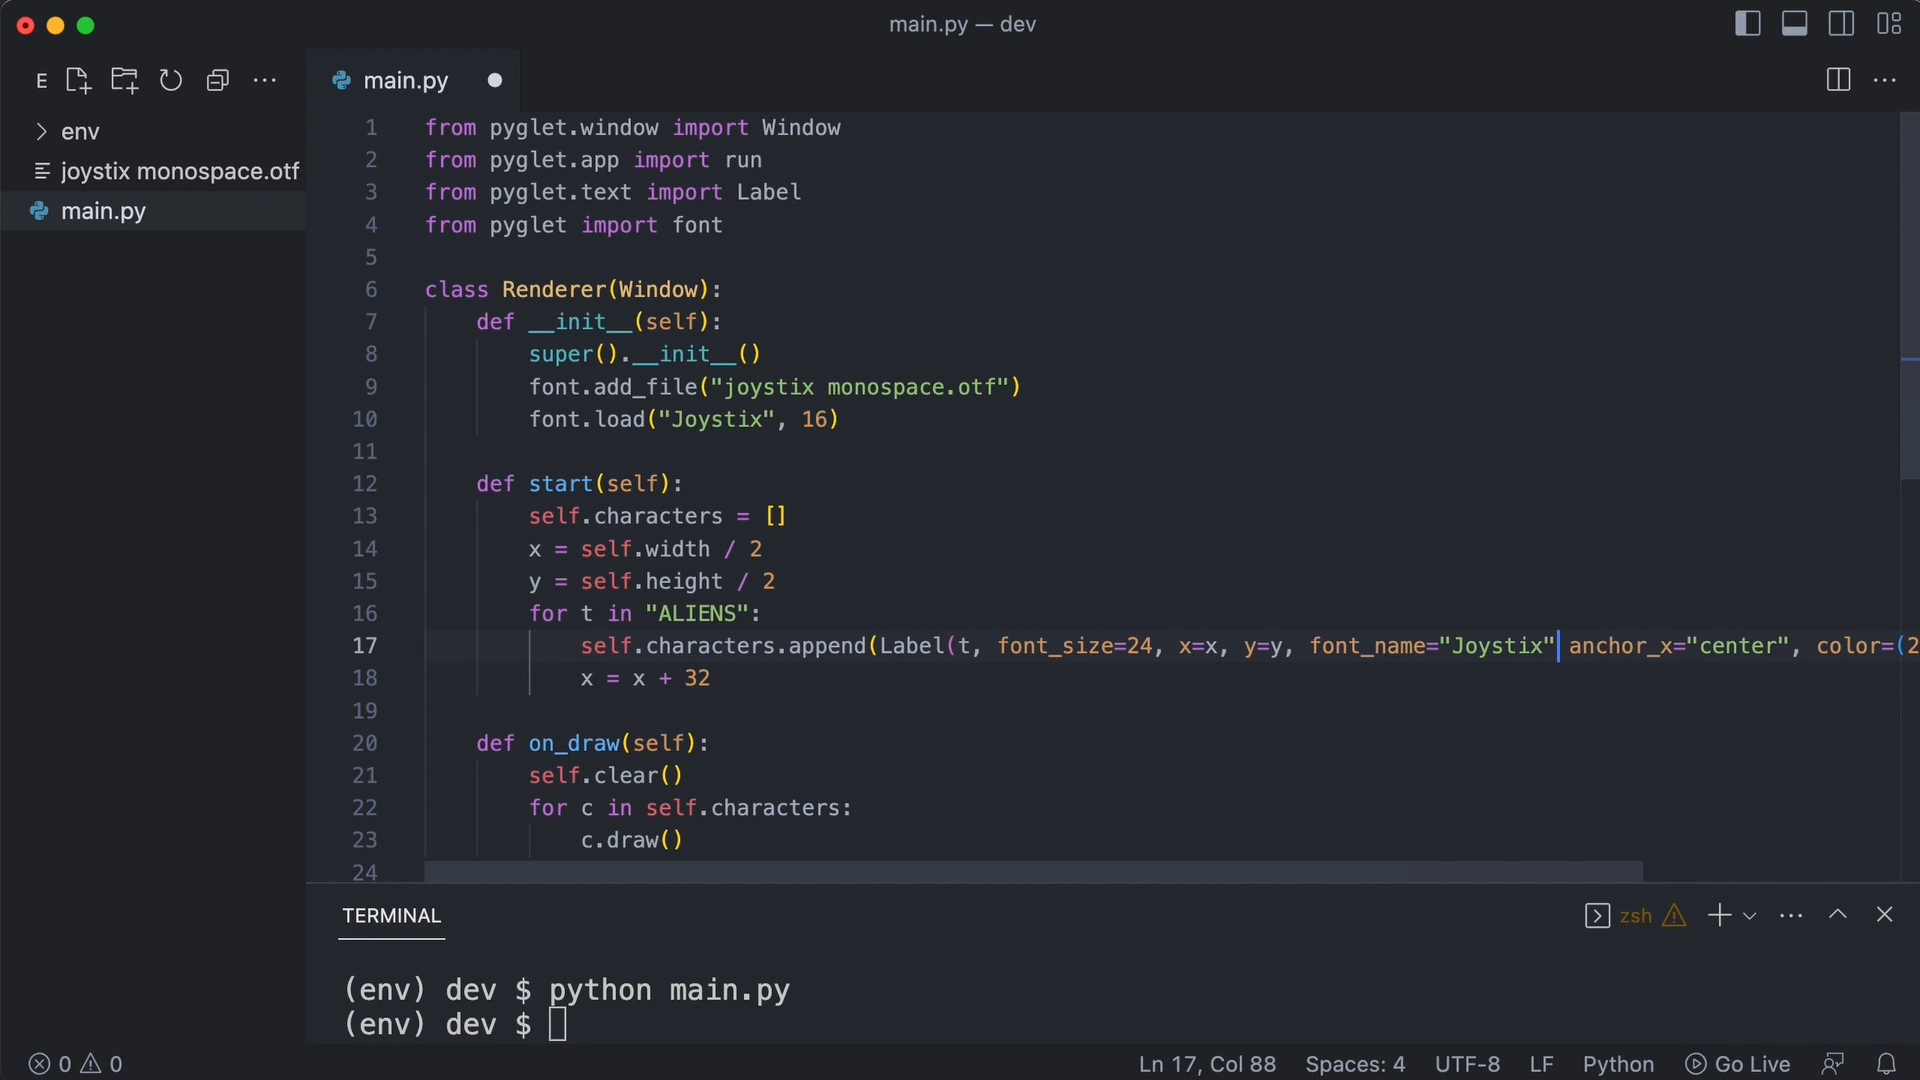 main.py — dev
E
main.py
env
joystix monospace.otf
main.py
1 from pyglet.window import Window
2 from pyglet.app import run
3 from pyglet.text import Label
4 from pyglet import font
5
6 class Renderer(Window):
7 def __init__(self):
8 super().__init__()
9 font.add_file("joystix monospace.otf")
10 font.load("Joystix", 16)
11
12 def start(self):
13 self.characters = []
14 x = self.width / 2
15 y = self.height / 2
16 for t in "ALIENS":
17 self.characters.append(Label(t, font_size=24, x=x, y=y, font_name="Joystix" anchor_x="center", color=(2
18 x = x + 32
19
20 def on_draw(self):
21 self.clear()
22 for c in self.characters:
23 c.draw()
24
TERMINAL
zsh
(env) dev $ python main.py
(env) dev $
0 0 Ln 17, Col 88 Spaces: 4 UTF-8 LF Python Go Live